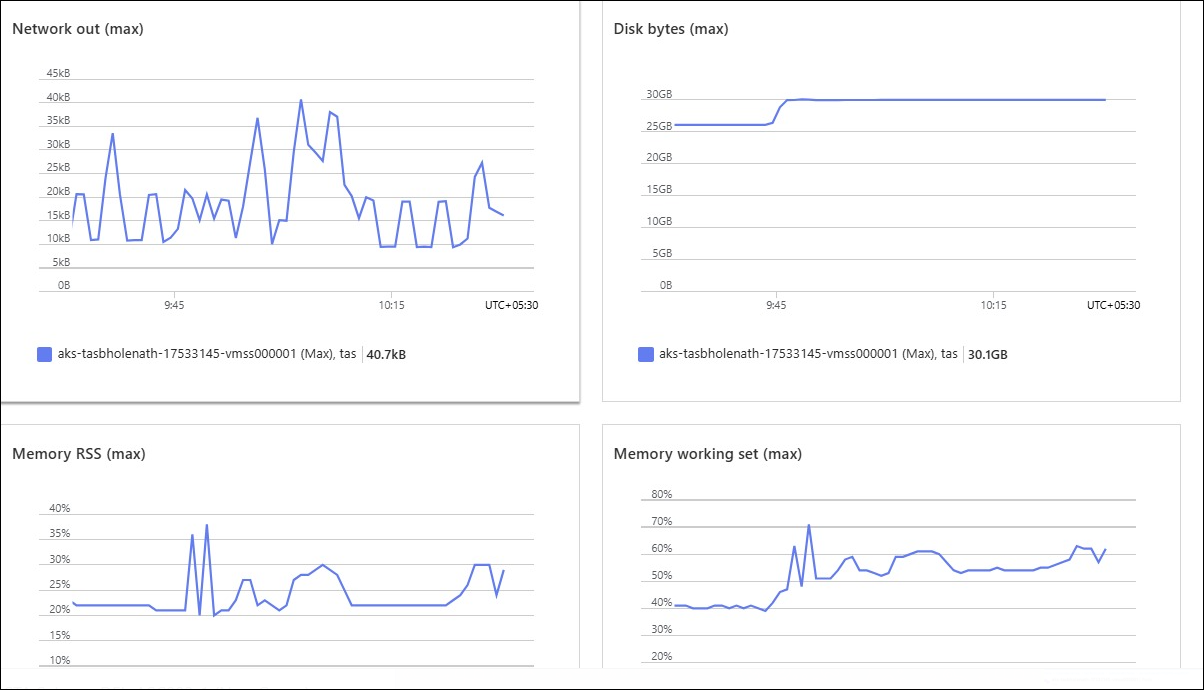 Network out (max)
45kB
40kB
35kB
30kB
25kB
20kB
15kB
10kB
5kB
0B
9:45 10:15 UTC+05:30
aks-tasbholenath-17533145-vmss000001 (Max), tas 40.7kB
Disk bytes (max)
30GB
25GB
20GB
15GB
10GB
5GB
0B
9:45 10:15 UTC+05:30
aks-tasbholenath-17533145-vmss000001 (Max), tas 30.1GB
Memory RSS (max)
40%
35%
30%
25%
20%
15%
10%
Memory working set (max)
80%
70%
60%
50%
40%
30%
20%